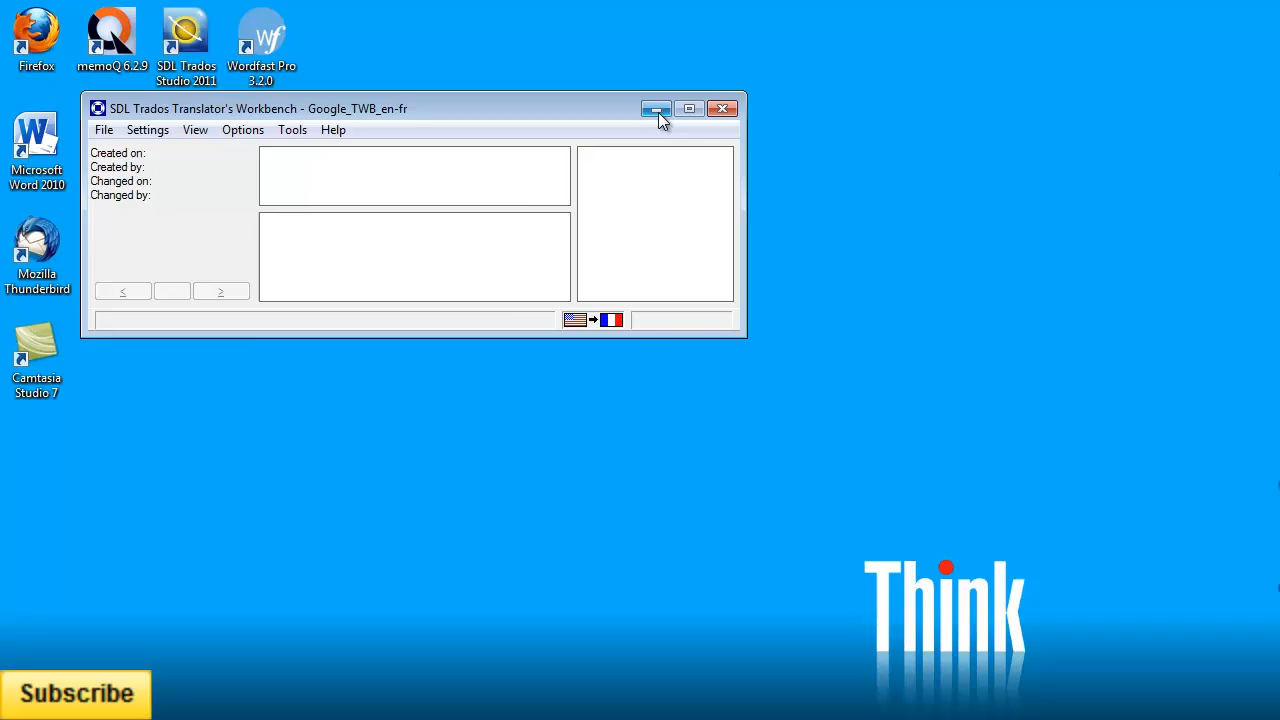 Firefox
memoQ 6.2.9
SDL Trados
Studio 2011
Wordfast Pro
3.2.0
SDL Trados Translator's Workbench - Google_TWB_en-fr
File Settings View Options Tools Help
Created on:
Created by:
Changed on:
Changed by:
< >
Microsoft
Word 2010
Mozilla
Thunderbird
Camtasia
Studio 7
Think
Subscribe